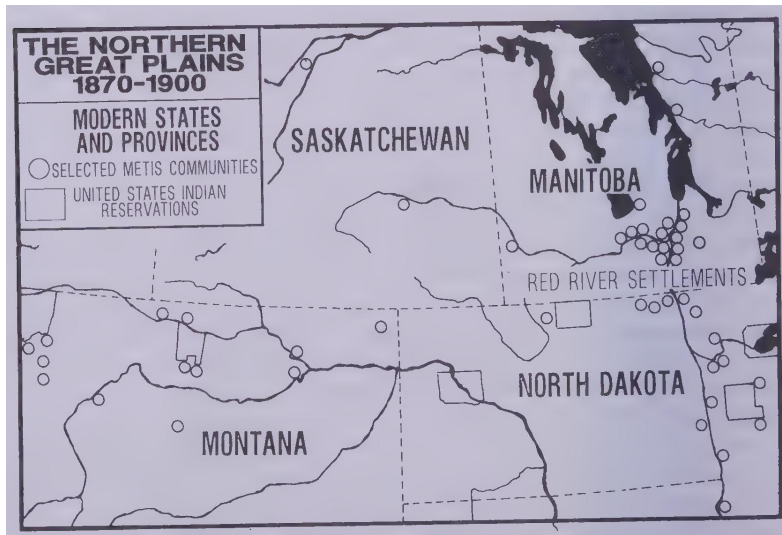 THE NORTHERN
GREAT PLAINS
1870-1900
MODERN STATES
AND PROVINCES
SELECTED METIS COMMUNITIES
UNITED STATES INDIAN
RESERVATIONS
SASKATCHEWAN
MANITOBA
RED RIVER SETTLEMENTS
NORTH DAKOTA
MONTANA